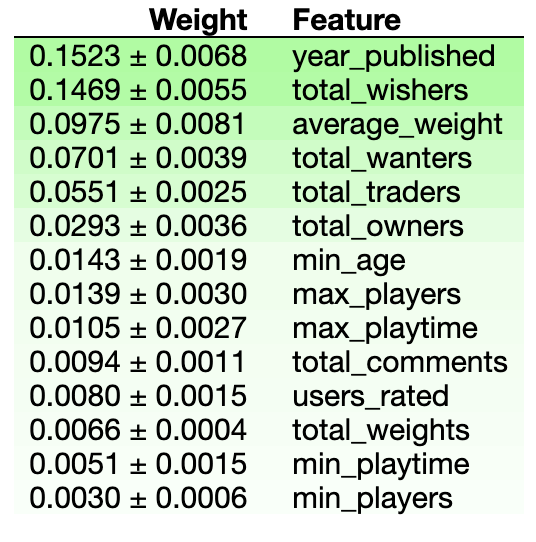 Weight Feature
0.1523 ± 0.0068 year_published
0.1469 ± 0.0055 total_wishers
0.0975 ± 0.0081 average_weight
0.0701 ± 0.0039 total_wanters
0.0551 ± 0.0025 total_traders
0.0293 ± 0.0036 total_owners
0.0143 ± 0.0019 min_age
0.0139 ± 0.0030 max_players
0.0105 ± 0.0027 max_playtime
0.0094 ± 0.0011 total_comments
0.0080 ± 0.0015 users_rated
0.0066 ± 0.0004 total_weights
0.0051 ± 0.0015 min_playtime
0.0030 ± 0.0006 min_players